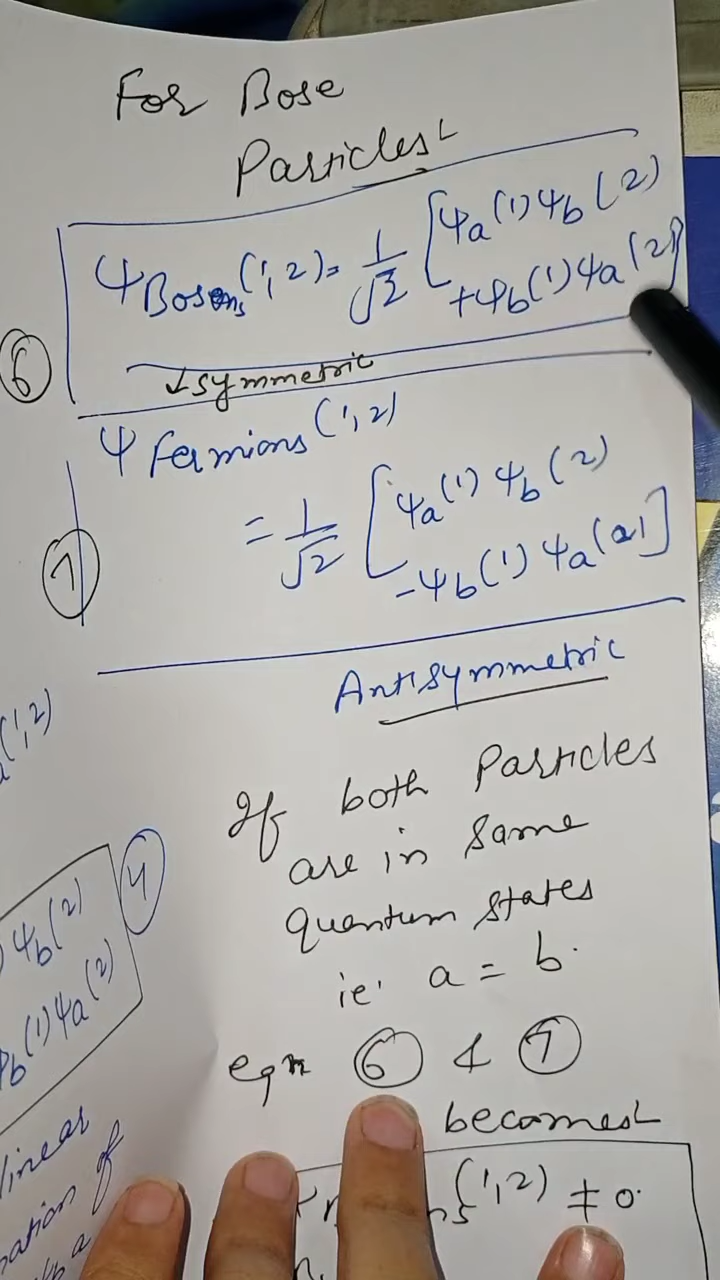 For Bose
Particles
ψBosons(1,2) = 1/√2 [ψa(1)ψb(2)
+ψb(1)ψa(2)]
6
↓symmetric
ψFermions(1,2)
= 1/√2 [ψa(1)ψb(2)
-ψb(1)ψa(2)]
7
Antisymmetric
If both Particles
are in same
quantum states
ie. a = b.
eqn 6 & 7
becomes
(1,2) ≠ 0.
(1,2)
4
ψb(2)
ψb(1)ψa(2)
linear
of